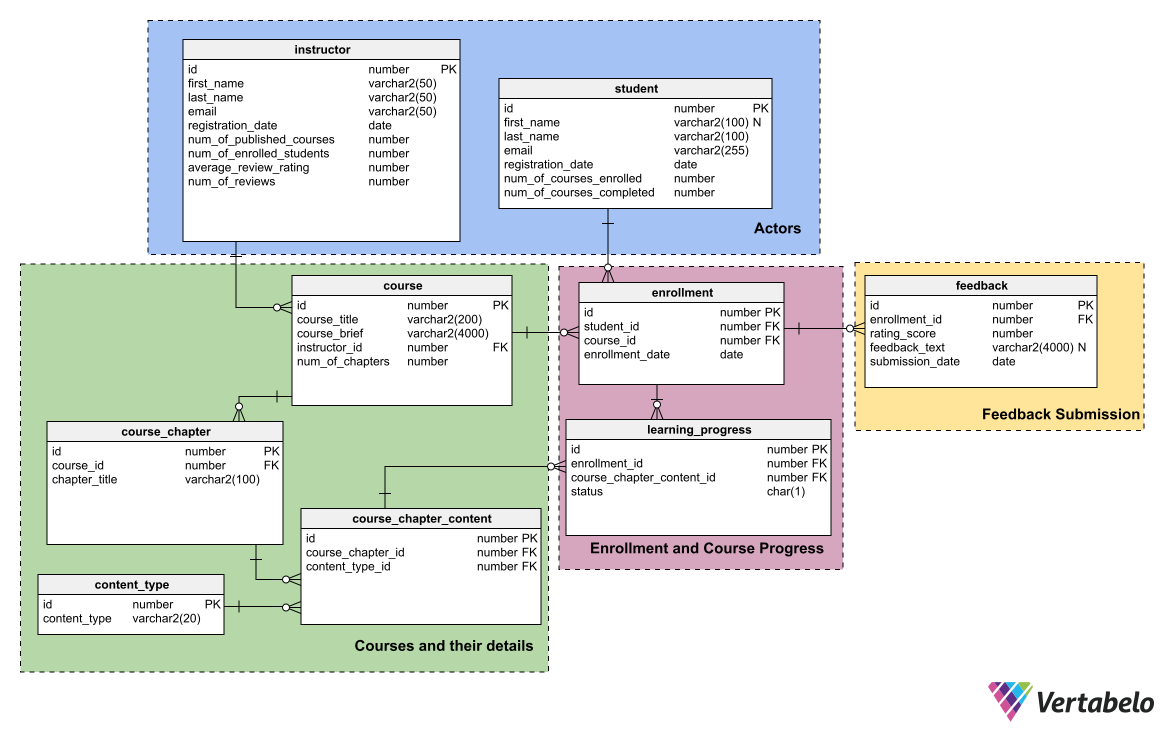 instructor
id number PK
first_name varchar2(50)
last_name varchar2(50)
email varchar2(50)
registration_date date
num_of_published_courses number
num_of_enrolled_students number
average_review_rating number
num_of_reviews number
student
id number PK
first_name varchar2(100) N
last_name varchar2(100)
email varchar2(255)
registration_date date
num_of_courses_enrolled number
num_of_courses_completed number
Actors
course
id number PK
course_title varchar2(200)
course_brief varchar2(4000)
instructor_id number FK
num_of_chapters number
course_chapter
id number PK
course_id number FK
chapter_title varchar2(100)
course_chapter_content
id number PK
course_chapter_id number FK
content_type_id number FK
content_type
id number PK
content_type varchar2(20)
Courses and their details
enrollment
id number PK
student_id number FK
course_id number FK
enrollment_date date
learning_progress
id number PK
enrollment_id number FK
course_chapter_content_id number FK
status char(1)
Enrollment and Course Progress
feedback
id number PK
enrollment_id number FK
rating_score number
feedback_text varchar2(4000) N
submission_date date
Feedback Submission
Vertabelo